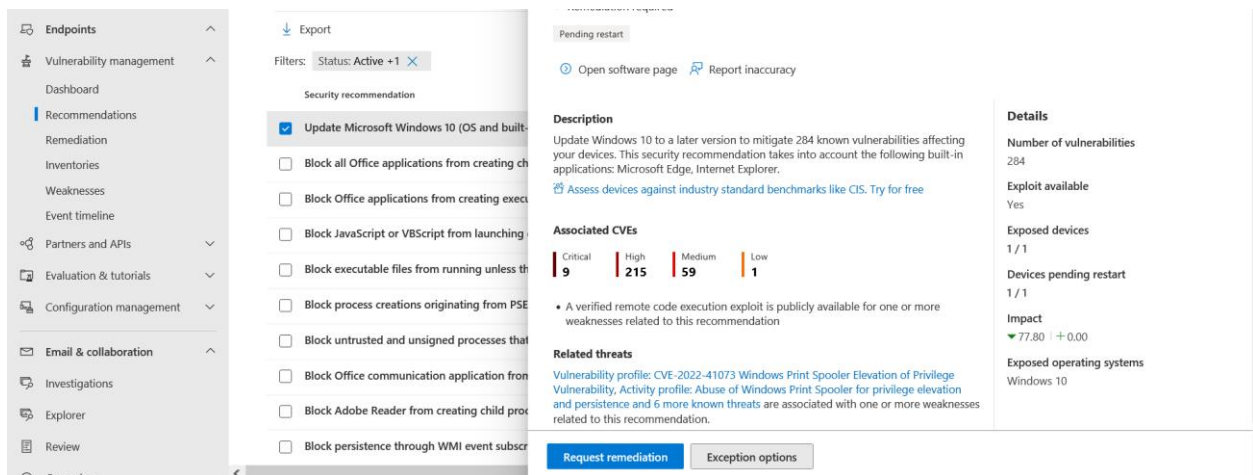 Endpoints
Vulnerability management
Dashboard
Recommendations
Remediation
Inventories
Weaknesses
Event timeline
Partners and APIs
Evaluation & tutorials
Configuration management
Email & collaboration
Investigations
Explorer
Review
Export
Filters: Status: Active +1
Security recommendation
Update Microsoft Windows 10 (OS and built-
Block all Office applications from creating ch
Block Office applications from creating execu
Block JavaScript or VBScript from launching
Block executable files from running unless th
Block process creations originating from PSE
Block untrusted and unsigned processes that
Block Office communication application from
Block Adobe Reader from creating child proc
Block persistence through WMI event subscr
Pending restart
Open software page Report inaccuracy
Description
Update Windows 10 to a later version to mitigate 284 known vulnerabilities affecting
your devices. This security recommendation takes into account the following built-in
applications: Microsoft Edge, Internet Explorer.
Assess devices against industry standard benchmarks like CIS. Try for free
Associated CVEs
Critical High Medium Low
9 215 59 1
• A verified remote code execution exploit is publicly available for one or more
weaknesses related to this recommendation
Related threats
Vulnerability profile: CVE-2022-41073 Windows Print Spooler Elevation of Privilege
Vulnerability, Activity profile: Abuse of Windows Print Spooler for privilege elevation
and persistence and 6 more known threats are associated with one or more weaknesses
related to this recommendation.
Request remediation Exception options
Details
Number of vulnerabilities
284
Exploit available
Yes
Exposed devices
1 / 1
Devices pending restart
1 / 1
Impact
▼77.80 | +0.00
Exposed operating systems
Windows 10